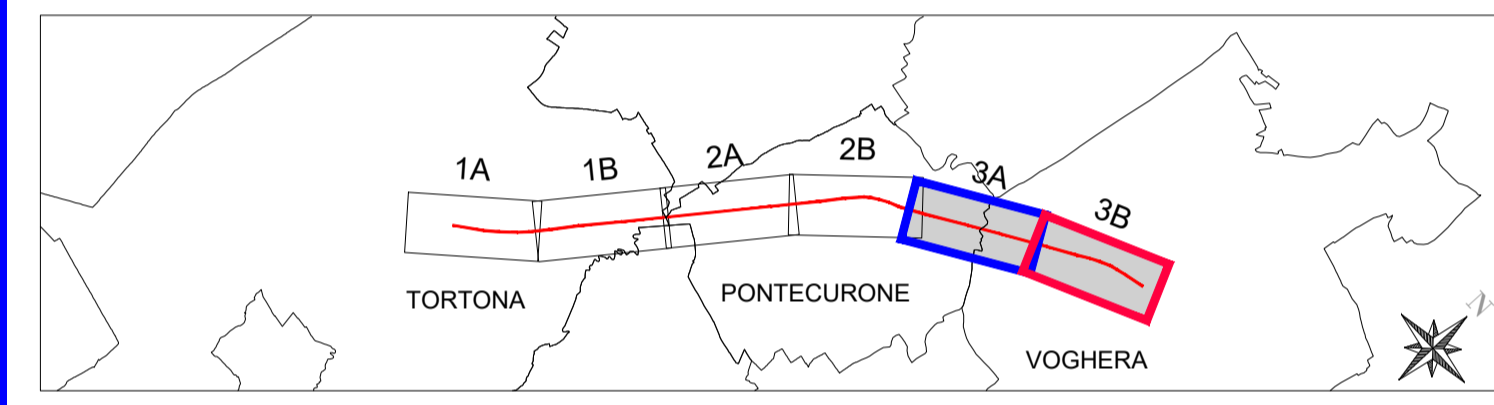 1A
1B
2A
2B
3A
3B
TORTONA
PONTECURONE
VOGHERA
N